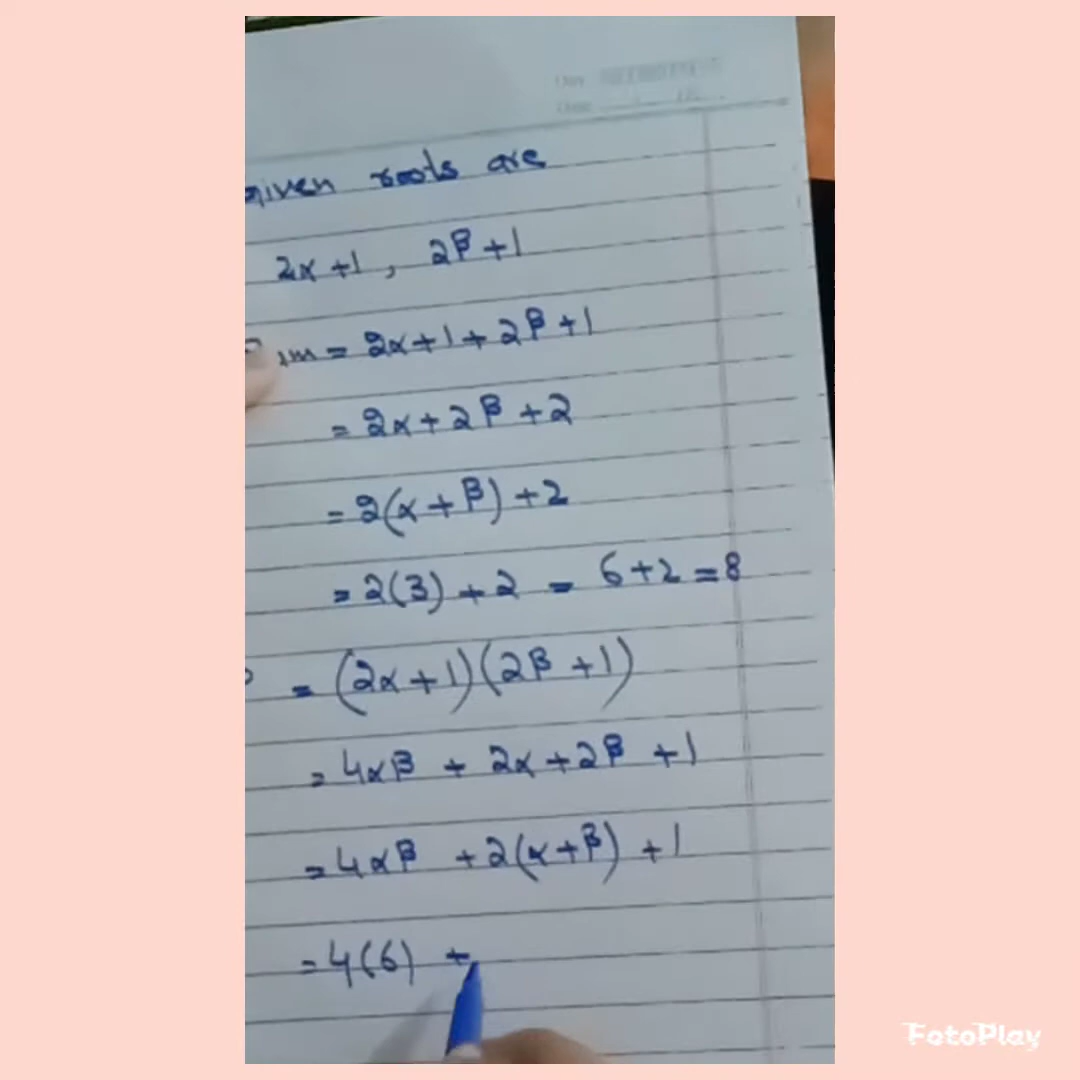 given roots are
2α+1, 2β+1
= 2α+1+2β+1
= 2α+2β+2
= 2(α+β)+2
= 2(3)+2 = 6+2=8
= (2α+1)(2β+1)
= 4αβ + 2α+2β +1
= 4αβ +2(α+β) +1
= 4(6) +
FotoPlay